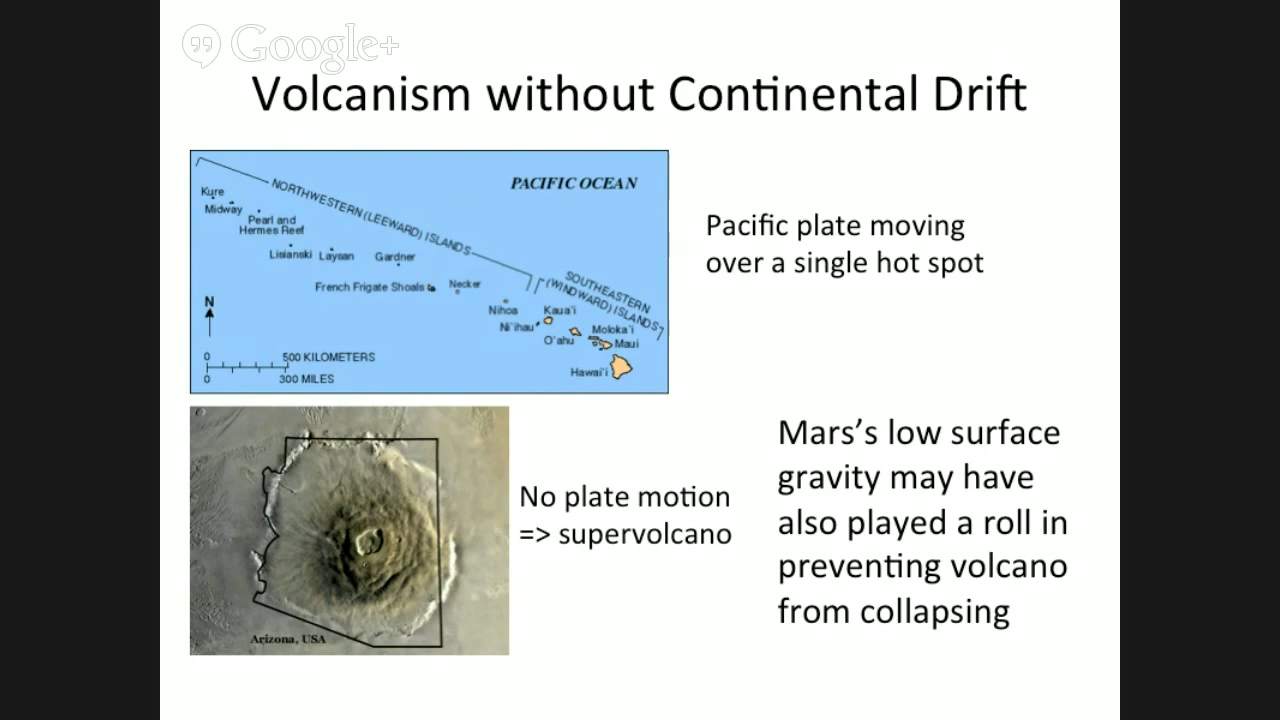 Google+
Volcanism without Continental Drift
PACIFIC OCEAN
NORTHWESTERN (LEEWARD) ISLANDS
Kure
Midway
Pearl and
Hermes Reef
Lisianski
Laysan
Gardner
French Frigate Shoals
Necker
SOUTHEASTERN
(WINDWARD) ISLANDS
Nihoa
Kaua'i
Ni'ihau
O'ahu
Moloka'i
Maui
Hawai'i
N
0
500 KILOMETERS
0
300 MILES
Pacific plate moving
over a single hot spot
Arizona, USA
No plate motion
=> supervolcano
Mars's low surface
gravity may have
also played a roll in
preventing volcano
from collapsing